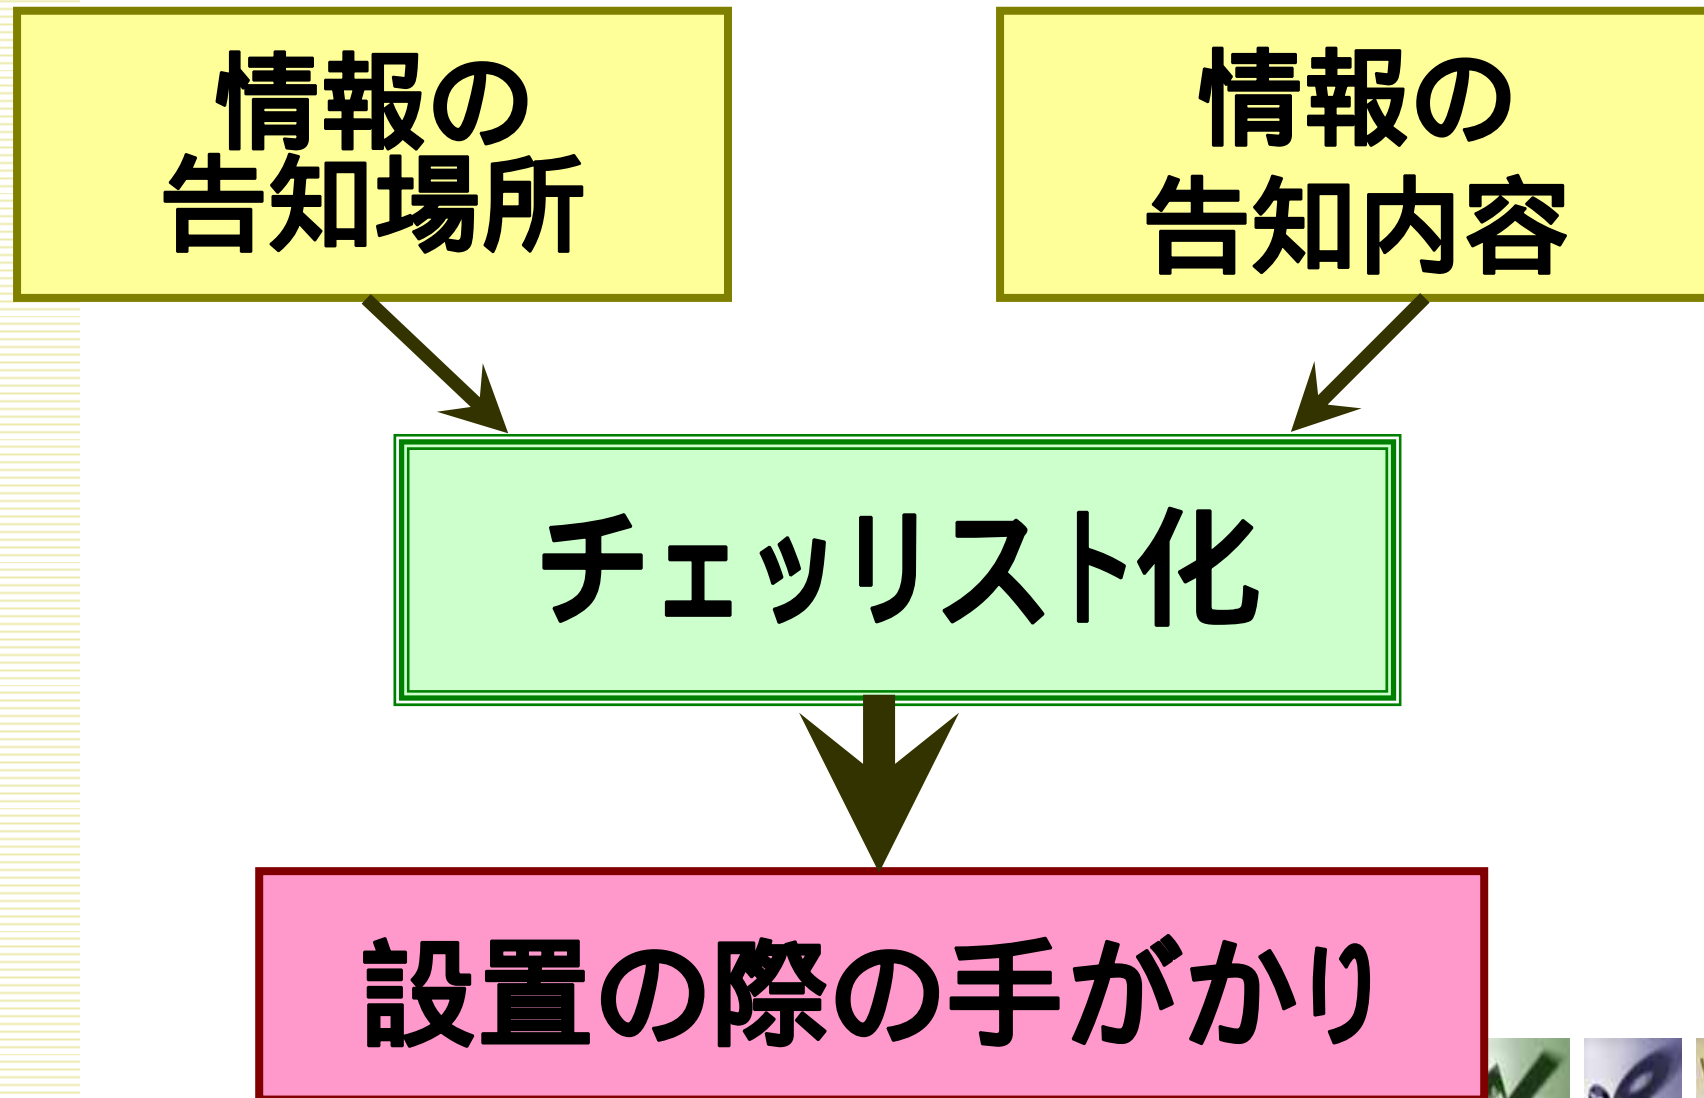 情報の
告知場所
情報の
告知内容
チェッリスト化
設置の際の手がかり